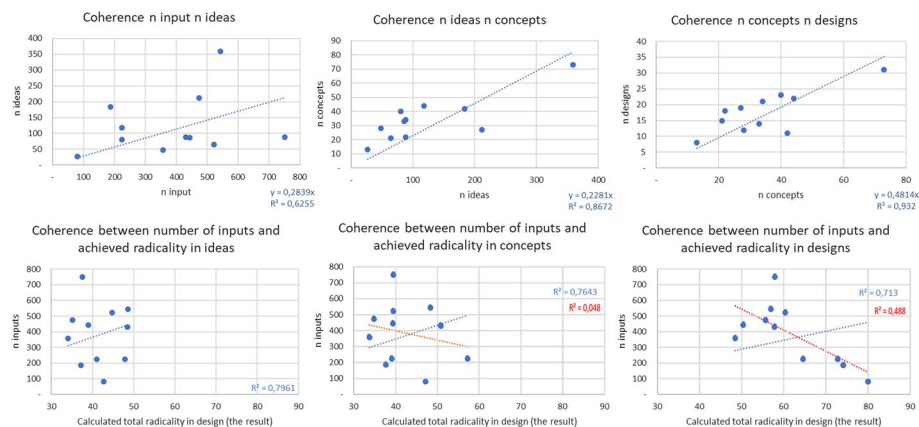 Coherence n input n ideas
n ideas
400
350
300
250
200
150
100
50
-
-
100
200
300
400
500
600
700
800
n input
y = 0,2839x
R² = 0,6255
Coherence n ideas n concepts
n concepts
90
80
70
60
50
40
30
20
10
-
-
100
200
300
400
n ideas
y = 0,2281x
R² = 0,8672
Coherence n concepts n designs
n designs
40
35
30
25
20
15
10
5
-
-
20
40
60
80
n concepts
y = 0,4814x
R² = 0,932
Coherence between number of inputs and
achieved radicality in ideas
n inputs
800
700
600
500
400
300
200
100
-
R² = 0,7961
30
40
50
60
70
80
90
Calculated total radicality in design (the result)
Coherence between number of inputs and
achieved radicality in concepts
n inputs
800
700
600
500
400
300
200
100
-
R² = 0,7643
R² = 0,048
30
40
50
60
70
80
90
Calculated total radicality in design (the result)
Coherence between number of inputs and
achieved radicality in designs
n inputs
800
700
600
500
400
300
200
100
-
R² = 0,713
R² = 0,488
30
40
50
60
70
80
90
Calculated total radicality in design (the result)